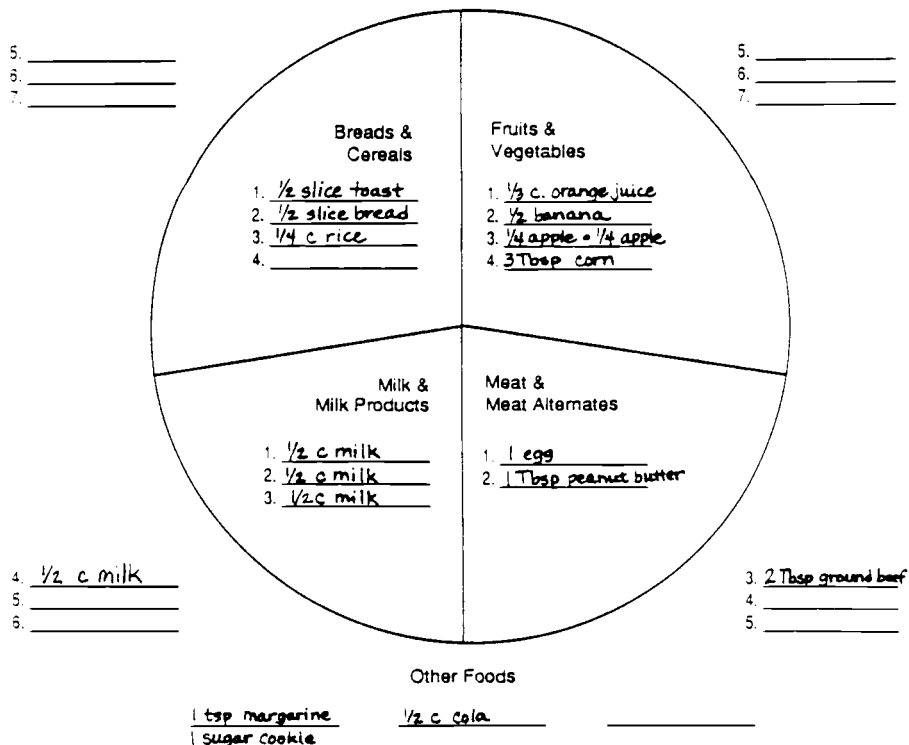 5.
6.
7.
5.
6.
7.
Breads &
Cereals
1. 1/2 slice toast
2. 1/2 slice bread
3. 1/4 c rice
4.
Fruits &
Vegetables
1. 1/3 c. orange juice
2. 1/2 banana
3. 1/4 apple • 1/4 apple
4. 3 Tbsp corn
Milk &
Milk Products
1. 1/2 c milk
2. 1/2 c milk
3. 1/2 c milk
Meat &
Meat Alternates
1. 1 egg
2. 1 Tbsp peanut butter
4. 1/2 c milk
5.
6.
3. 2 Tbsp ground beef
4.
5.
Other Foods
1 tsp margarine
1/2 c cola
1 sugar cookie